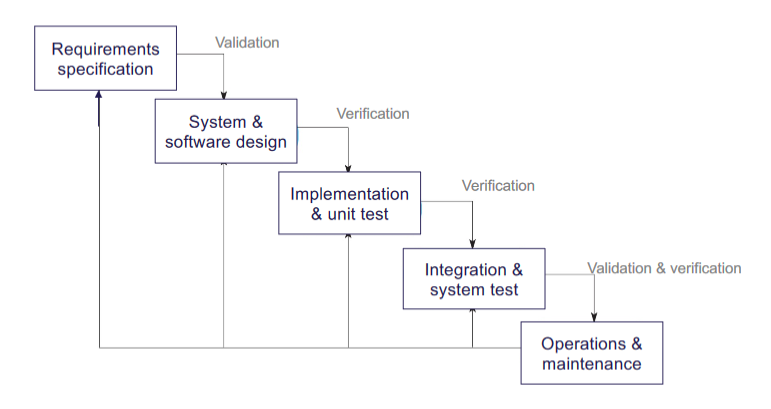 Requirements
specification
Validation
System &
software design
Verification
Implementation
& unit test
Verification
Integration &
system test
Validation & verification
Operations &
maintenance